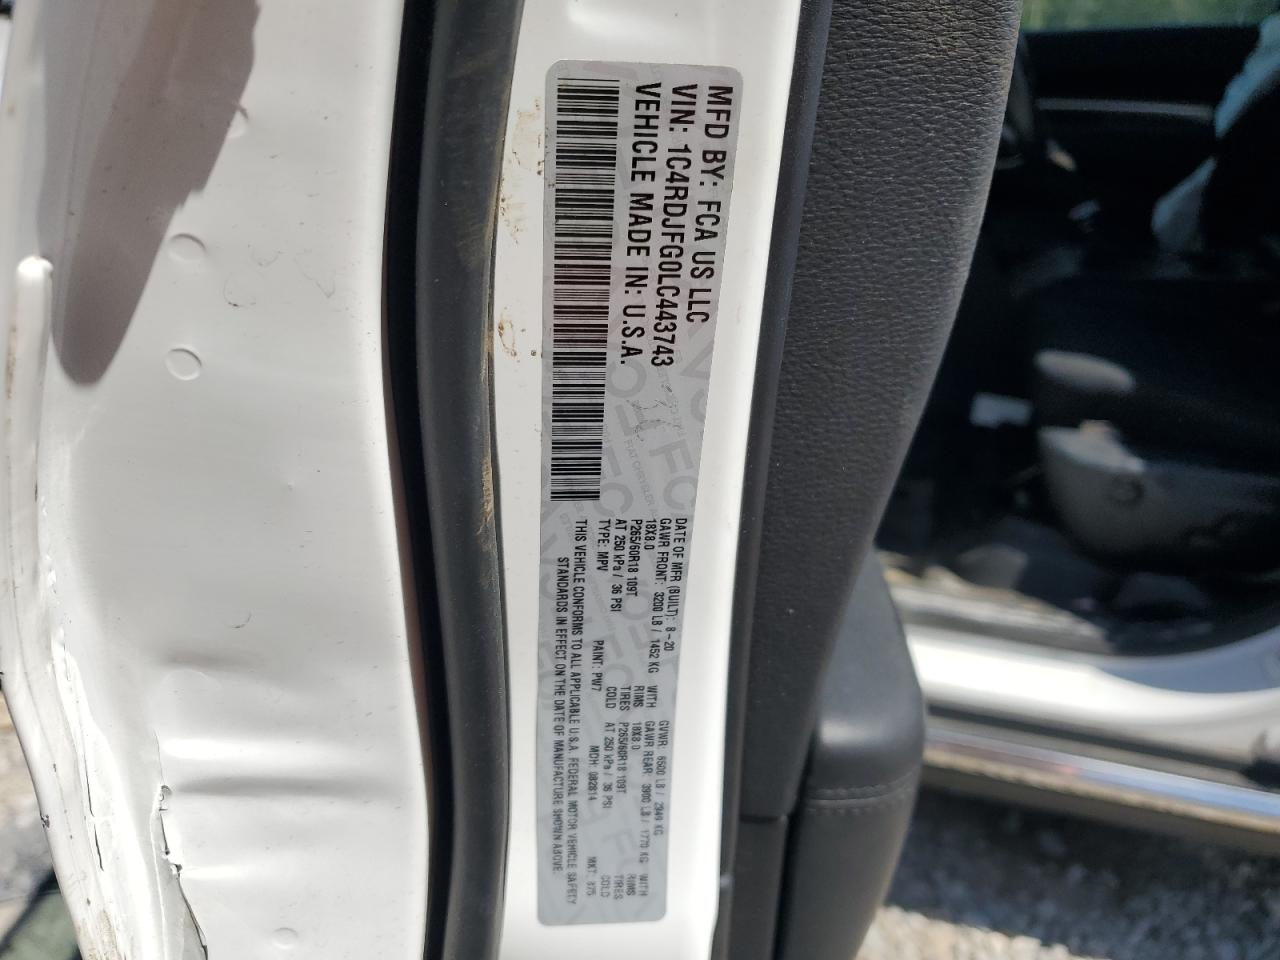 MFD BY: FCA US LLC
VIN: 1C4RDJFG0LC443743
VEHICLE MADE IN: U.S.A.
DATE OF MFR (BUILT): 8-20 GVWR: 6500 LB / 2949 KG
GAWR FRONT: 3200 LB / 1452 KG WITH GAWR REAR: 3900 LB / 1770 KG WITH
18X8.0 RIMS 18X8.0 RIMS
P265/60R18 109T TIRES P265/60R18 109T TIRES
AT 250 kPa / 36 PSI COLD AT 250 kPa / 36 PSI COLD
TYPE: MPV PAINT: PW7 MDH: 082814 MKT:
THIS VEHICLE CONFORMS TO ALL APPLICABLE U.S.A. FEDERAL MOTOR VEHICLE SAFETY
STANDARDS IN EFFECT ON THE DATE OF MANUFACTURE SHOWN ABOVE.